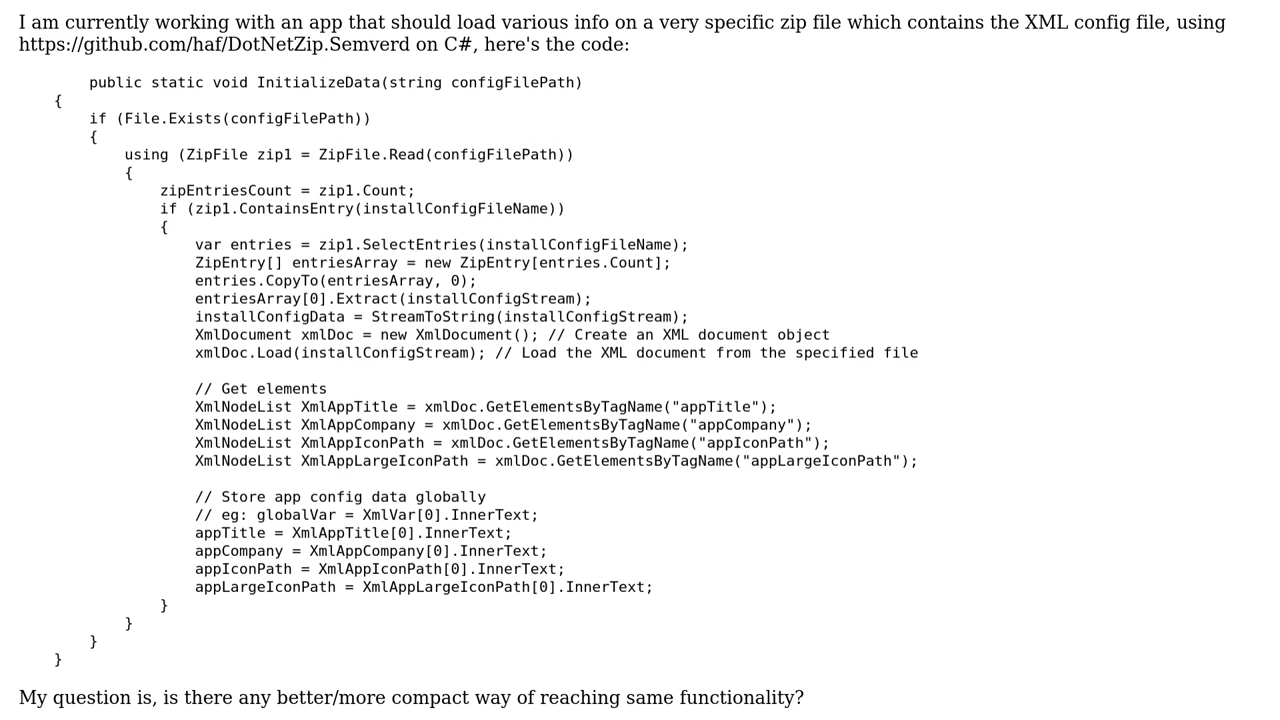 I am currently working with an app that should load various info on a very specific zip file which contains the XML config file, using
https://github.com/haf/DotNetZip.Semverd on C#, here's the code:
public static void InitializeData(string configFilePath)
{
if (File.Exists(configFilePath))
{
using (ZipFile zip1 = ZipFile.Read(configFilePath))
{
zipEntriesCount = zip1.Count;
if (zip1.ContainsEntry(installConfigFileName))
{
var entries = zip1.SelectEntries(installConfigFileName);
ZipEntry[] entriesArray = new ZipEntry[entries.Count];
entries.CopyTo(entriesArray, 0);
entriesArray[0].Extract(installConfigStream);
installConfigData = StreamToString(installConfigStream);
XmlDocument xmlDoc = new XmlDocument(); // Create an XML document object
xmlDoc.Load(installConfigStream); // Load the XML document from the specified file
// Get elements
XmlNodeList XmlAppTitle = xmlDoc.GetElementsByTagName("appTitle");
XmlNodeList XmlAppCompany = xmlDoc.GetElementsByTagName("appCompany");
XmlNodeList XmlAppIconPath = xmlDoc.GetElementsByTagName("appIconPath");
XmlNodeList XmlAppLargeIconPath = xmlDoc.GetElementsByTagName("appLargeIconPath");
// Store app config data globally
// eg: globalVar = XmlVar[0].InnerText;
appTitle = XmlAppTitle[0].InnerText;
appCompany = XmlAppCompany[0].InnerText;
appIconPath = XmlAppIconPath[0].InnerText;
appLargeIconPath = XmlAppLargeIconPath[0].InnerText;
}
}
}
}
My question is, is there any better/more compact way of reaching same functionality?